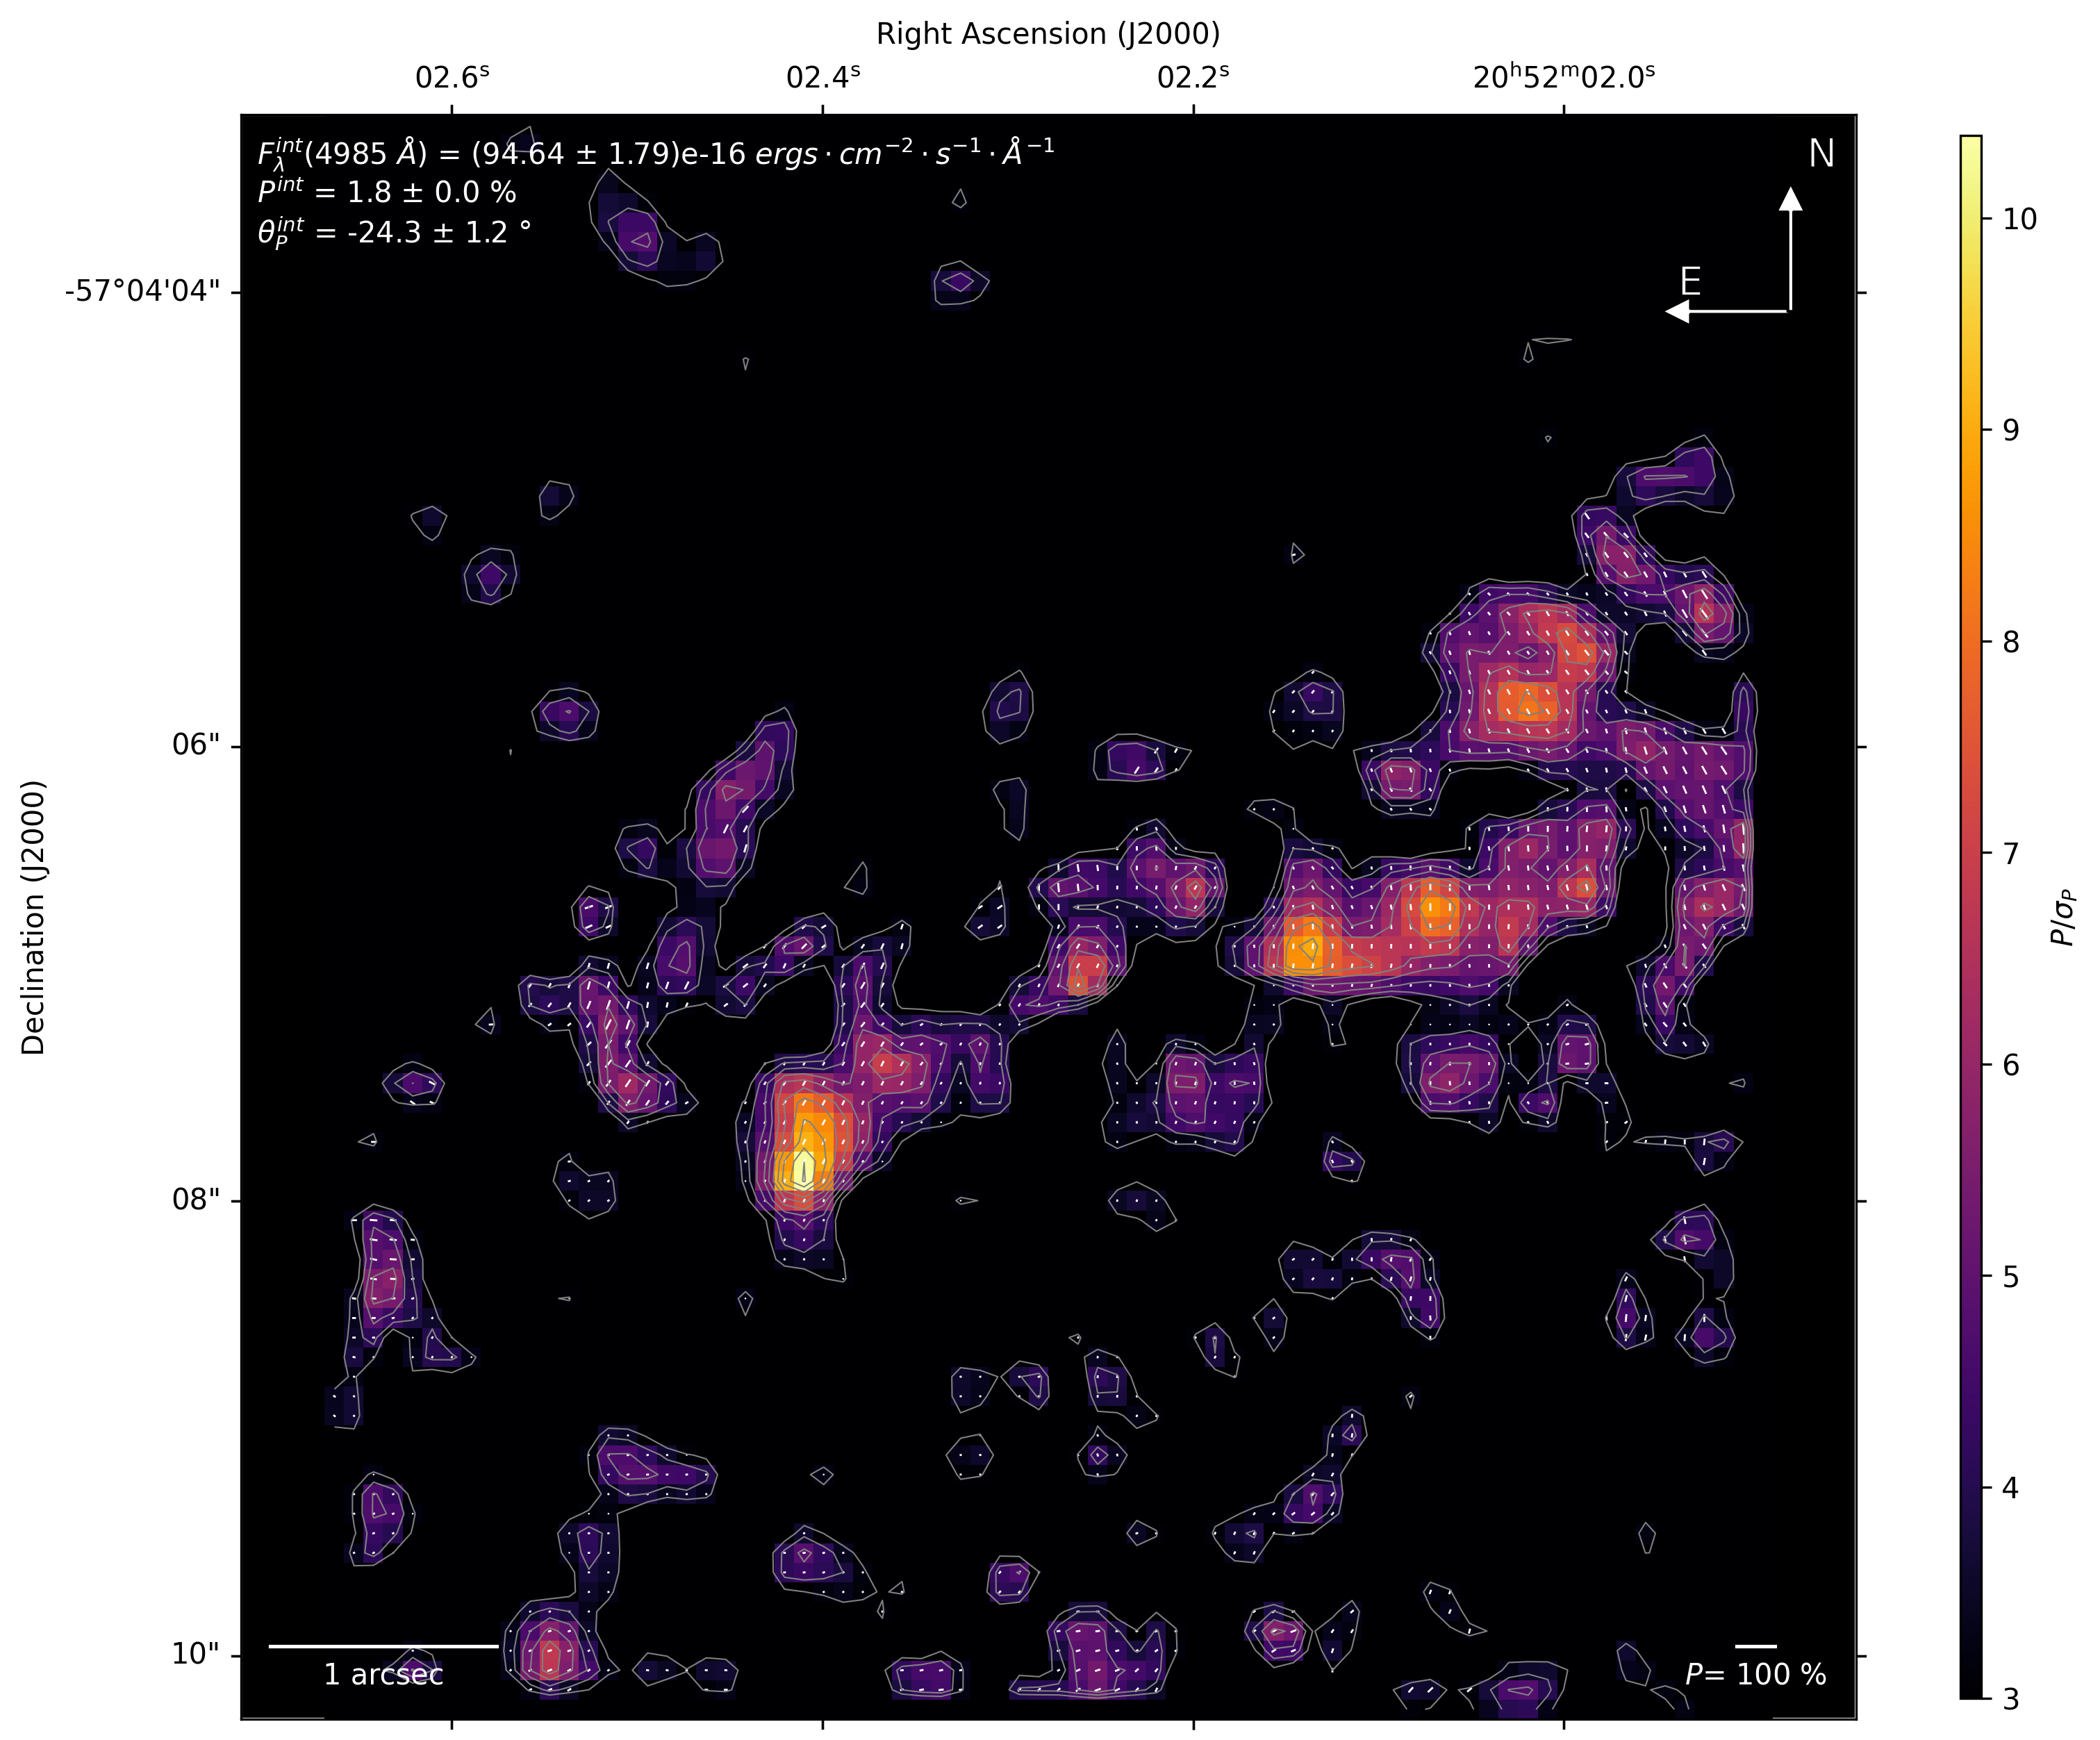 Right Ascension (J2000)
02.6ˢ 02.4ˢ 02.2ˢ 20ʰ52ᵐ02.0ˢ
F_λ^int(4985 Å) = (94.64 ± 1.79)e-16 ergs · cm⁻² · s⁻¹ · Å⁻¹
P^int = 1.8 ± 0.0 %
θ_P^int = -24.3 ± 1.2 °
N
E
-57°04'04"
06"
08"
10"
Declination (J2000)
1 arcsec
P= 100 %
10
9
8
7
6
5
4
3
P/σ_P